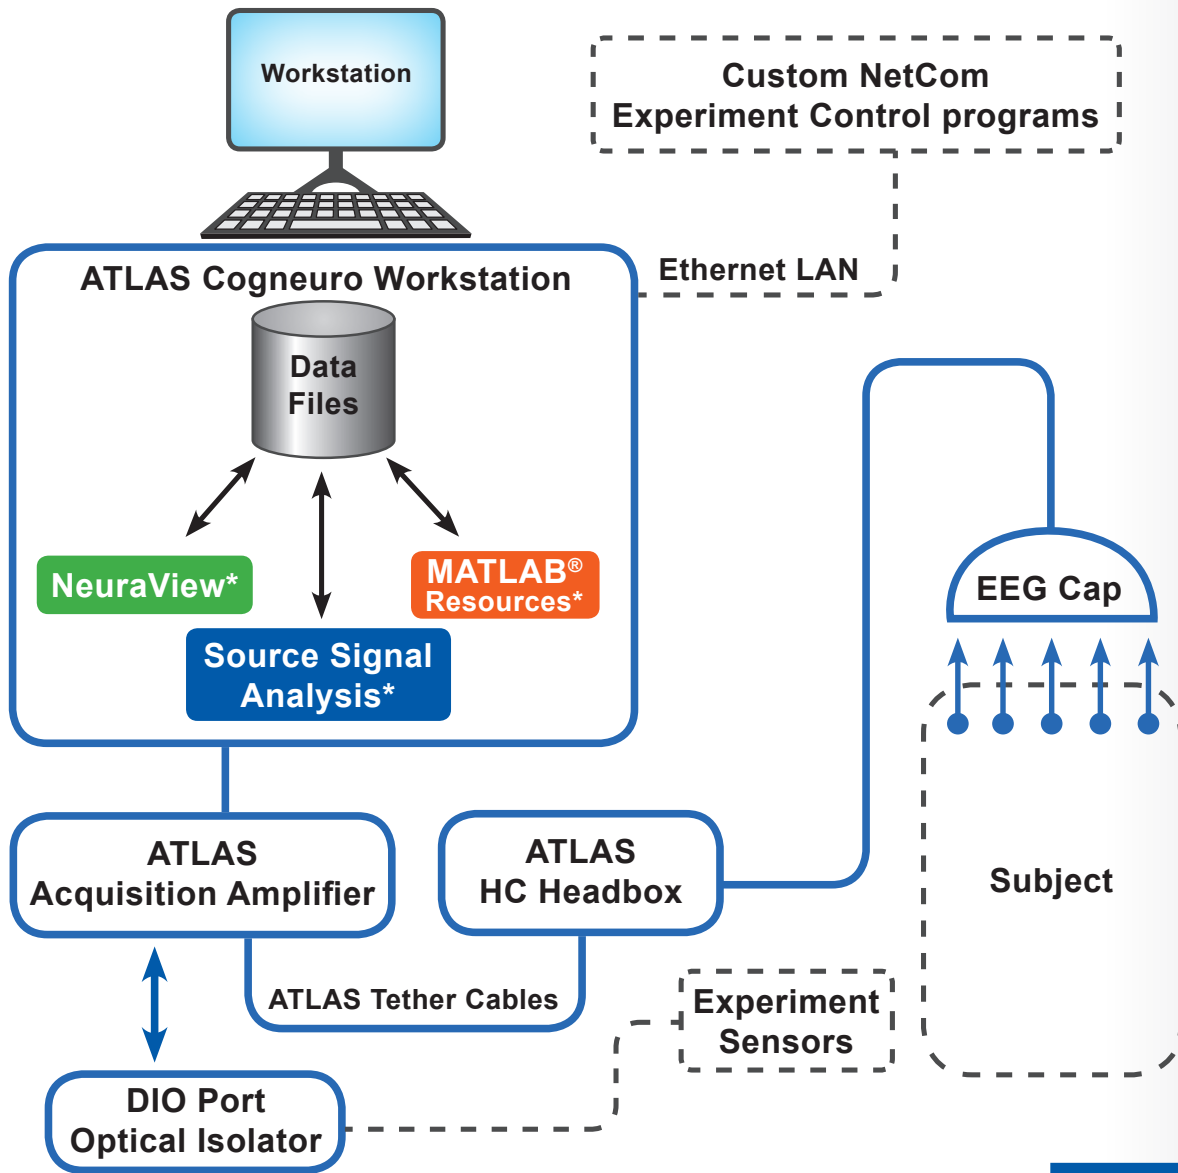 Workstation
Custom NetCom
Experiment Control programs
Ethernet LAN
ATLAS Cogneuro Workstation
Data
Files
NeuraView*
MATLAB®
Resources*
Source Signal
Analysis*
EEG Cap
ATLAS
Acquisition Amplifier
ATLAS
HC Headbox
Subject
ATLAS Tether Cables
Experiment
Sensors
DIO Port
Optical Isolator